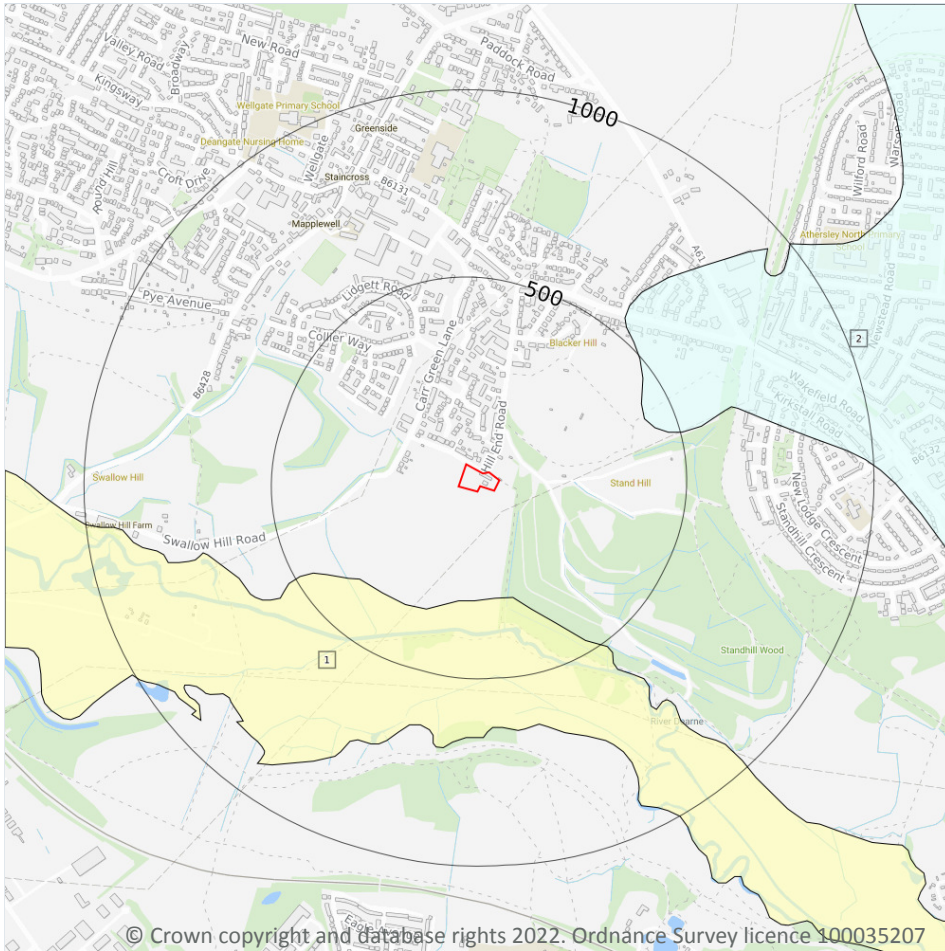 New Road
Paddock Road
Valley Road
Broadway
Kingsway
Wellgate Primary School
1000
Greenside
Deangate Nursing Home
Wellgate
Wilford Road
Round Hill
Croft Drive
Staincross
B6131
Mapplewell
Athersley North Primary
School
A61
Pye Avenue
Lidgett Road
500
Newstead Road
Collier Way
Blacker Hill
2
Carr Green Lane
B6428
Wakefield Road
Kirkstall Road
Hill End Road
B6132
Swallow Hill
Stand Hill
New Lodge Crescent
Standhill Crescent
Swallow Hill Farm
Swallow Hill Road
1
Standhill Wood
River Dearne
© Crown copyright and database rights 2022. Ordnance Survey licence 100035207